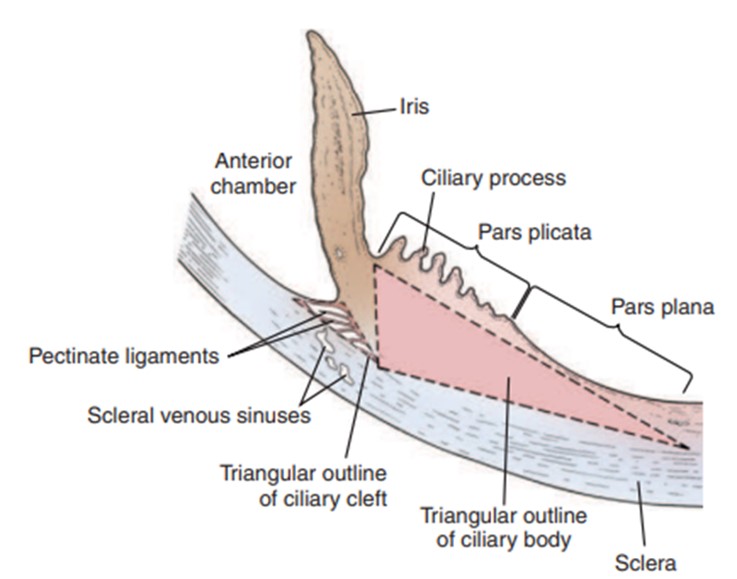 Iris
Anterior
chamber
Ciliary process
Pars plicata
Pars plana
Pectinate ligaments
Scleral venous sinuses
Triangular outline
of ciliary cleft
Triangular outline
of ciliary body
Sclera